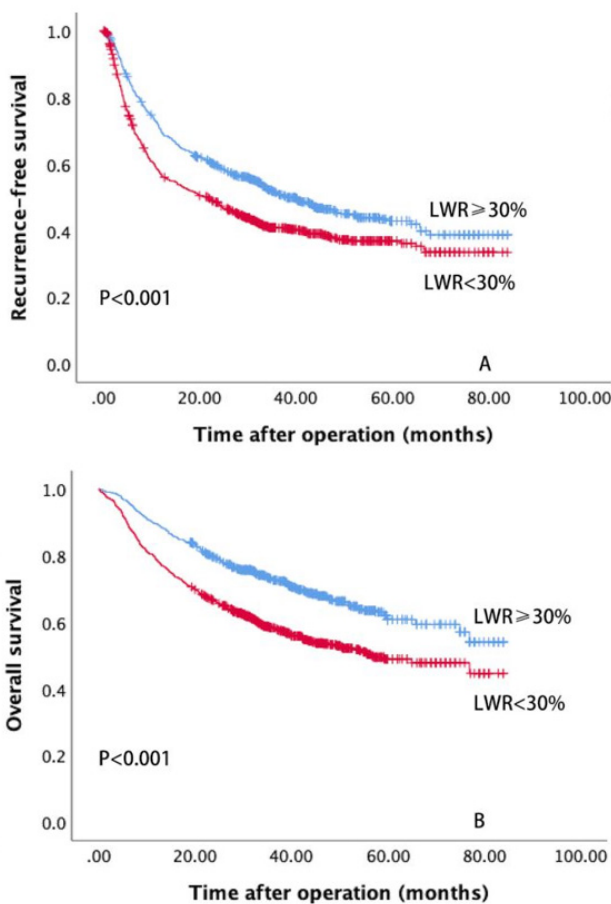 1.0
0.8
0.6
0.4
0.2
0.0
Recurrence-free survival
LWR⩾30%
LWR<30%
P<0.001
A
.00 20.00 40.00 60.00 80.00 100.00
Time after operation (months)
1.0
0.8
0.6
0.4
0.2
0.0
Overall survival
LWR⩾30%
LWR<30%
P<0.001
B
.00 20.00 40.00 60.00 80.00 100.00
Time after operation (months)